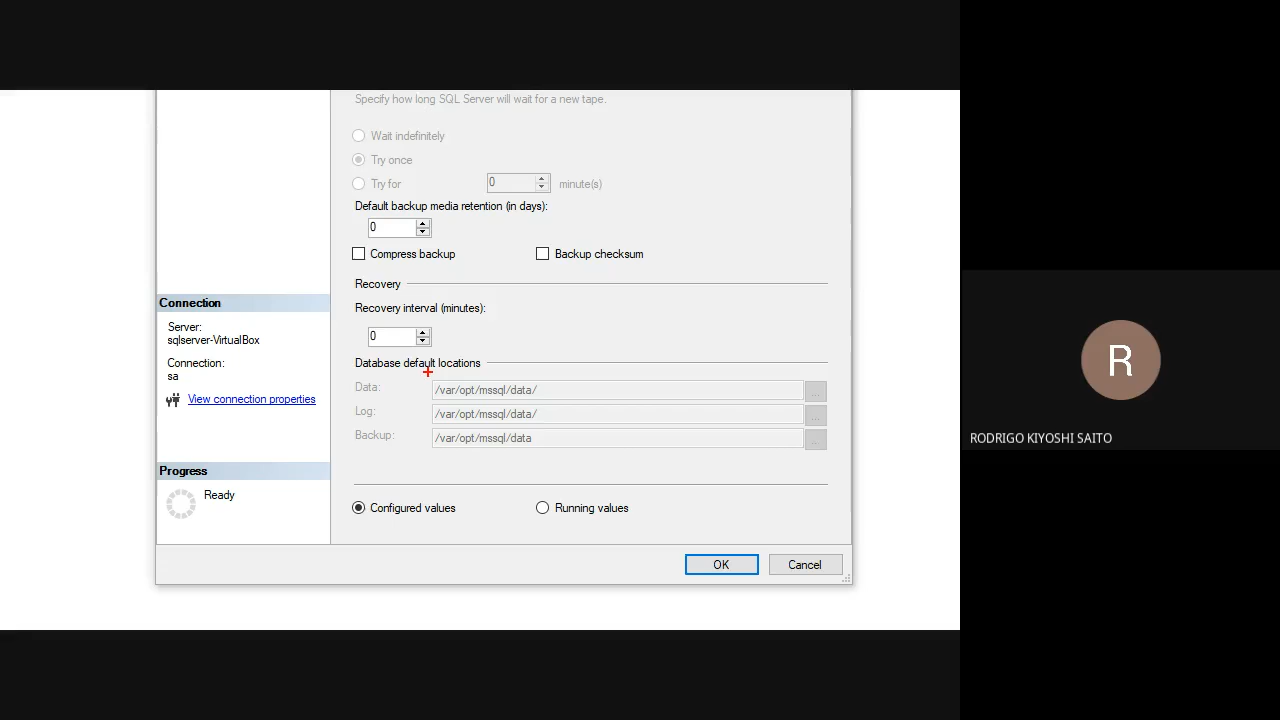 Specify how long SQL Server will wait for a new tape.
Wait indefinitely
Try once
Try for 0 minute(s)
Default backup media retention (in days):
0
Compress backup Backup checksum
Recovery
Recovery interval (minutes):
0
Database default locations
Data: /var/opt/mssql/data/ ...
Log: /var/opt/mssql/data/ ...
Backup: /var/opt/mssql/data ...
Configured values Running values
Connection
Server:
sqlserver-VirtualBox
Connection:
sa
View connection properties
Progress
Ready
OK Cancel
R
RODRIGO KIYOSHI SAITO